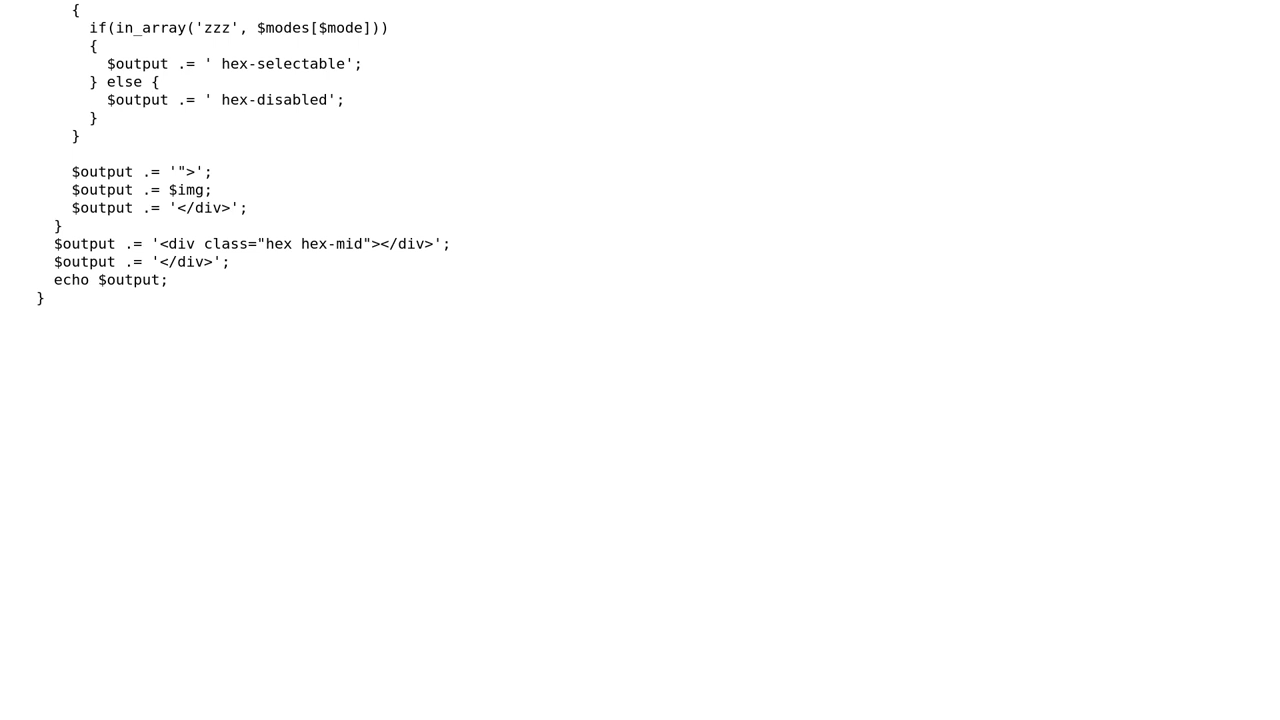 {
      if(in_array('zzz', $modes[$mode]))
      {
        $output .= ' hex-selectable';
      } else {
        $output .= ' hex-disabled';
      }
    }

    $output .= '">';
    $output .= $img;
    $output .= '</div>';
  }
  $output .= '<div class="hex hex-mid"></div>';
  $output .= '</div>';
  echo $output;
}